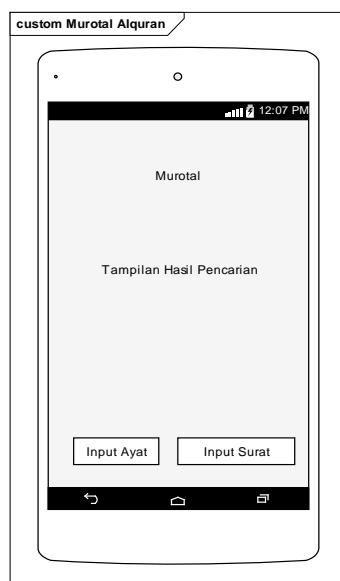 custom Murotal Alquran
12:07 PM
Murotal
Tampilan Hasil Pencarian
Input Ayat
Input Surat